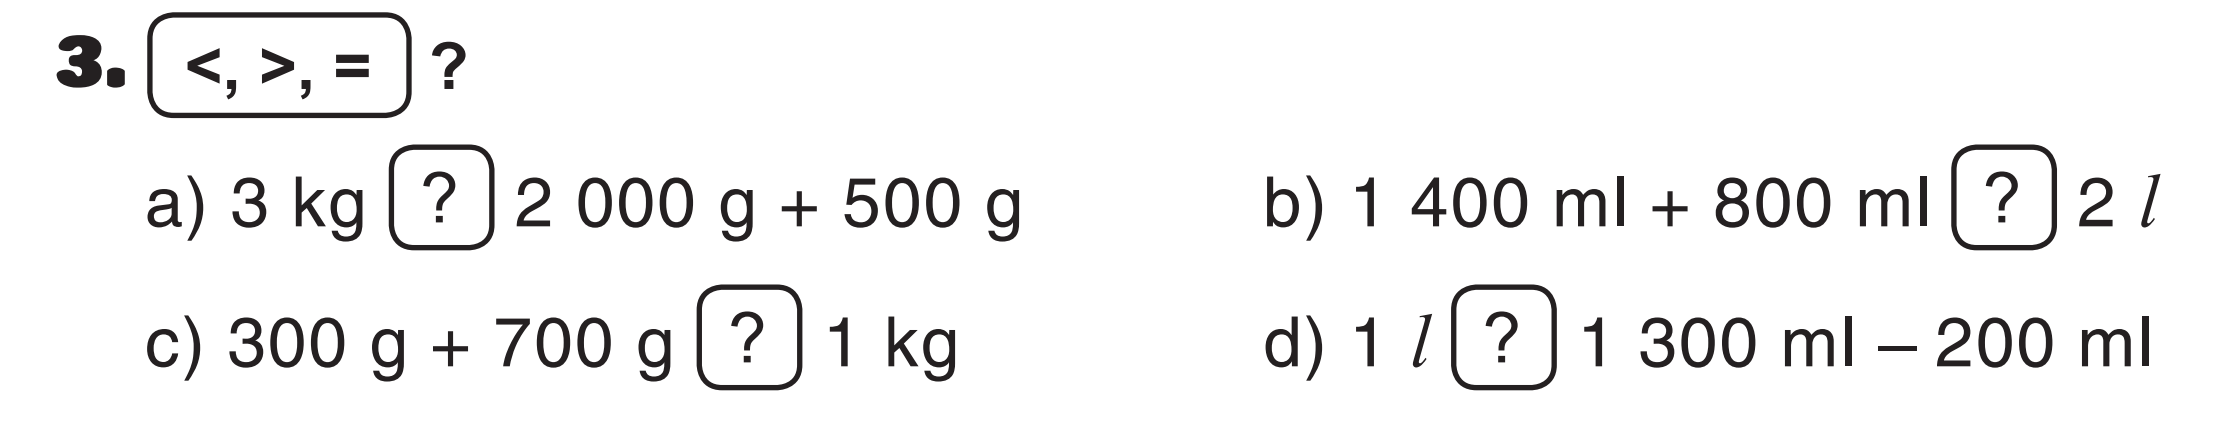 3. <, >, = ?
a) 3 kg ? 2 000 g + 500 g b) 1 400 ml + 800 ml ? 2 l
c) 300 g + 700 g ? 1 kg d) 1 l ? 1 300 ml – 200 ml